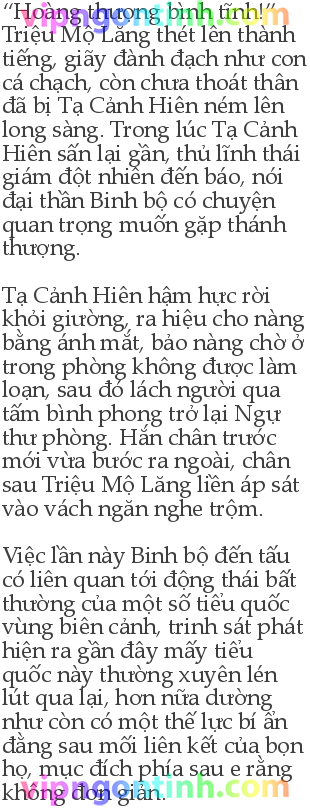 “Hoàng thượng bình tĩnh!”
vipngontinh.com
Triệu Mộ Lăng thét lên thành
tiếng, giãy đành đạch như con
cá chạch, còn chưa thoát thân
đã bị Tạ Cảnh Hiên ném lên
long sàng. Trong lúc Tạ Cảnh
Hiên sấn lại gần, thủ lĩnh thái
giám đột nhiên đến báo, nói
đại thần Binh bộ có chuyện
quan trọng muốn gặp thánh
thượng.
Tạ Cảnh Hiên hậm hực rời
khỏi giường, ra hiệu cho nàng
bằng ánh mắt, bảo nàng chờ ở
trong phòng không được làm
loạn, sau đó lách người qua
tấm bình phong trở lại Ngự
thư phòng. Hắn chân trước
mới vừa bước ra ngoài, chân
sau Triệu Mộ Lăng liền áp sát
vào vách ngăn nghe trộm.
Việc lần này Binh bộ đến tấu
có liên quan tới động thái bất
thường của một số tiểu quốc
vùng biên cảnh, trinh sát phát
hiện ra gần đây mấy tiểu
quốc này thường xuyên lén
lút qua lại, hơn nữa dường
như còn có một thế lực bí ẩn
đằng sau mối liên kết của bọn
họ, mục đích phía sau e rằng
không đơn giản.
vipngontinh.com